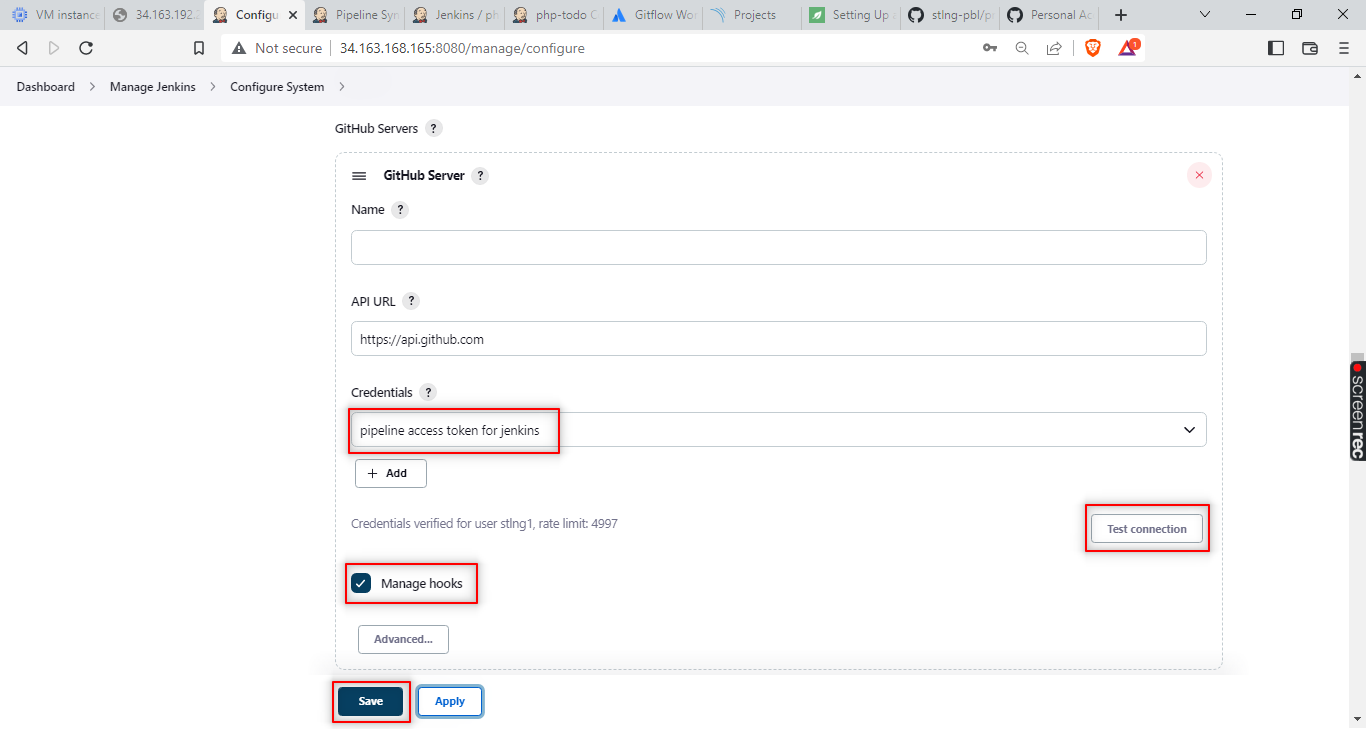 VM instance
34.163.192.2
Configu
Pipeline Syn
Jenkins / ph
php-todo C
Gitflow Wor
Projects
Setting Up a
stlng-pbl/p
Personal Ac
Not secure
34.163.168.165:8080/manage/configure
1
Dashboard
Manage Jenkins
Configure System
GitHub Servers ?
GitHub Server ?
Name ?
API URL ?
https://api.github.com
Credentials ?
pipeline access token for jenkins
+ Add
Credentials verified for user stlng1, rate limit: 4997
Test connection
Manage hooks
Advanced...
Save
Apply
screenrec